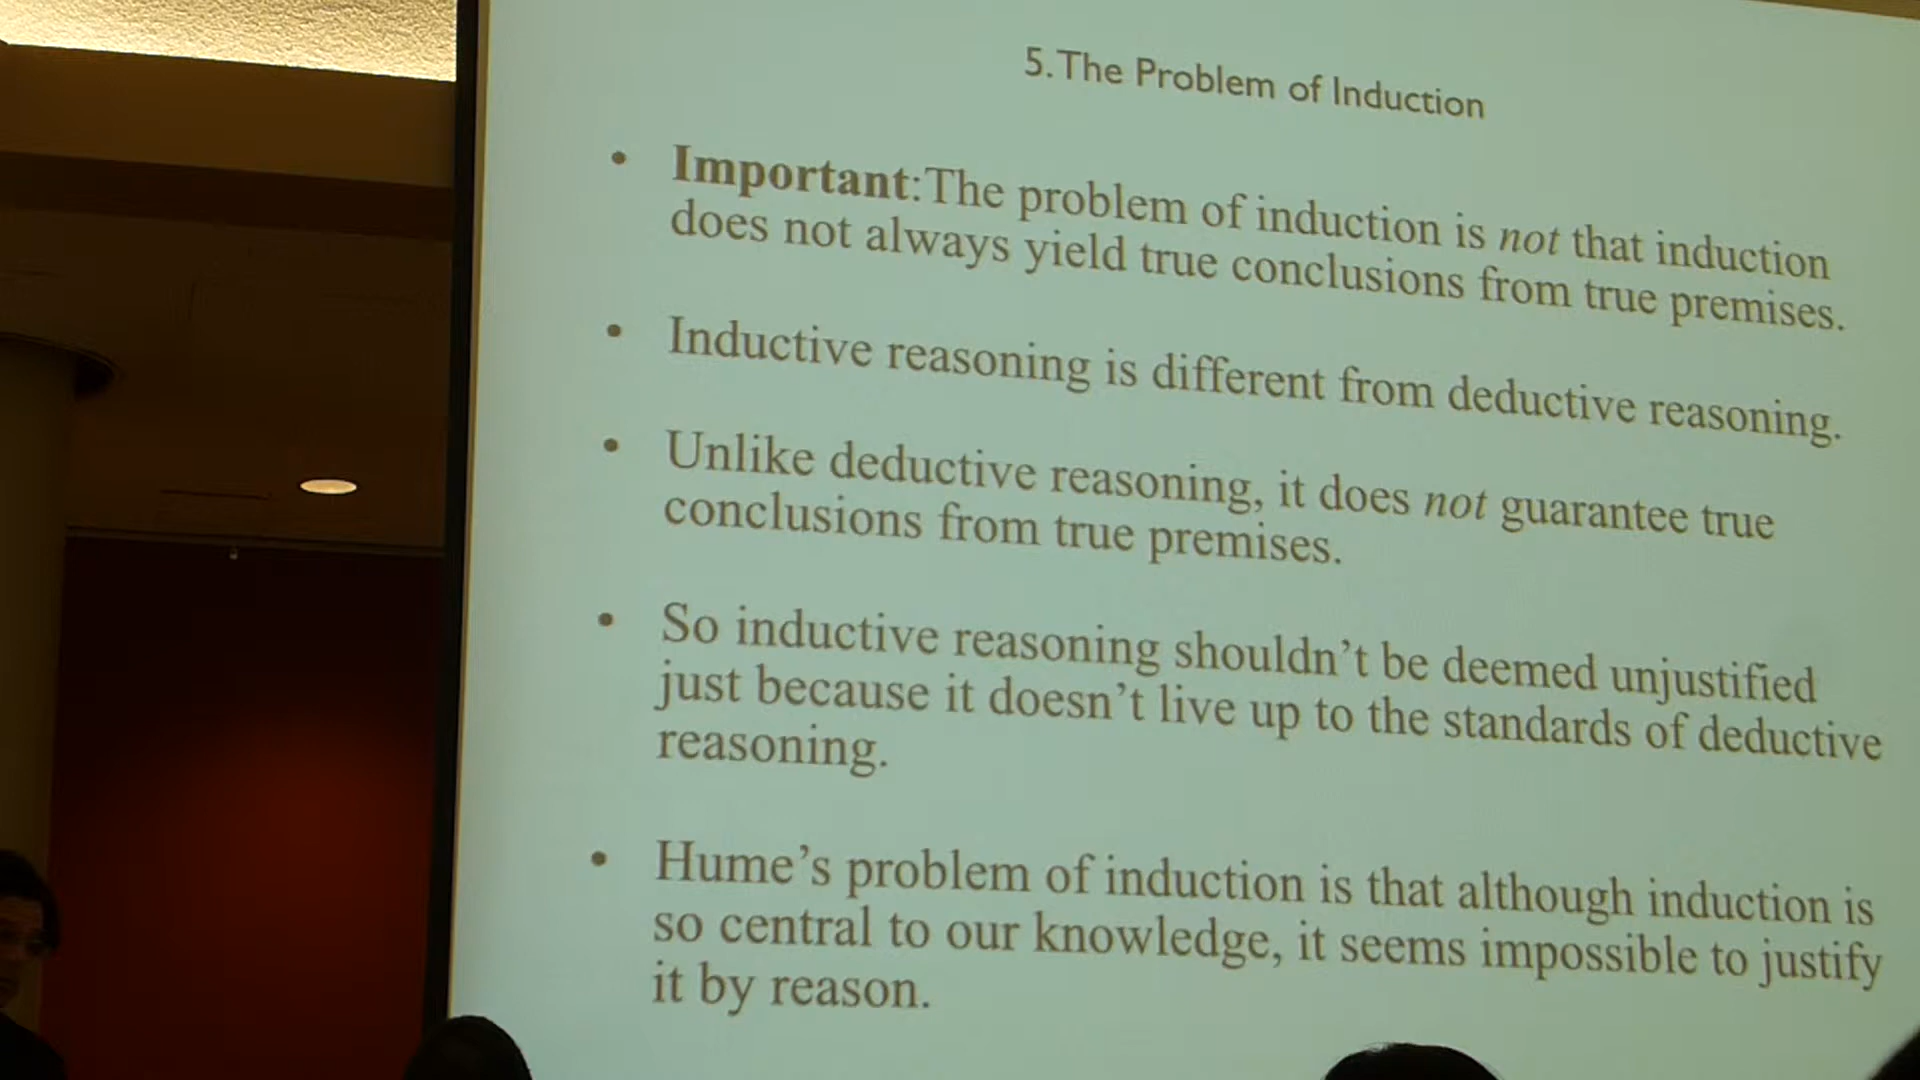 5. The Problem of Induction
• Important: The problem of induction is not that induction
does not always yield true conclusions from true premises.
• Inductive reasoning is different from deductive reasoning.
• Unlike deductive reasoning, it does not guarantee true
conclusions from true premises.
• So inductive reasoning shouldn’t be deemed unjustified
just because it doesn’t live up to the standards of deductive
reasoning.
• Hume’s problem of induction is that although induction is
so central to our knowledge, it seems impossible to justify
it by reason.